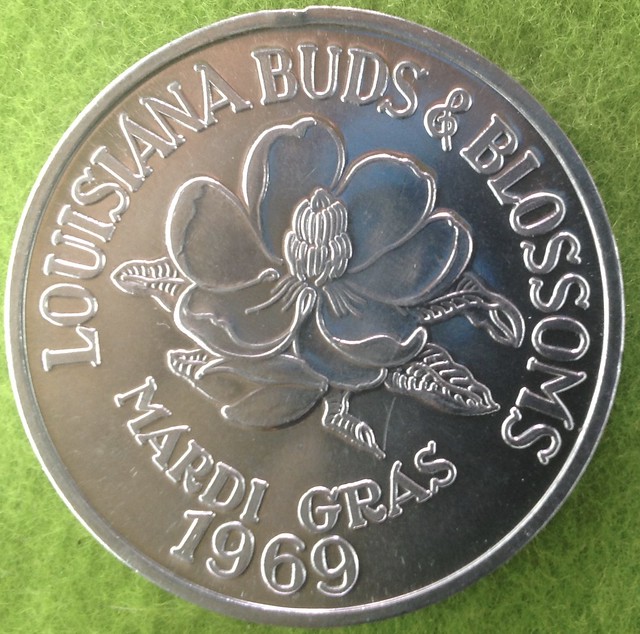 LOUISIANA BUDS & BLOSSOMS
MARDI GRAS
1969